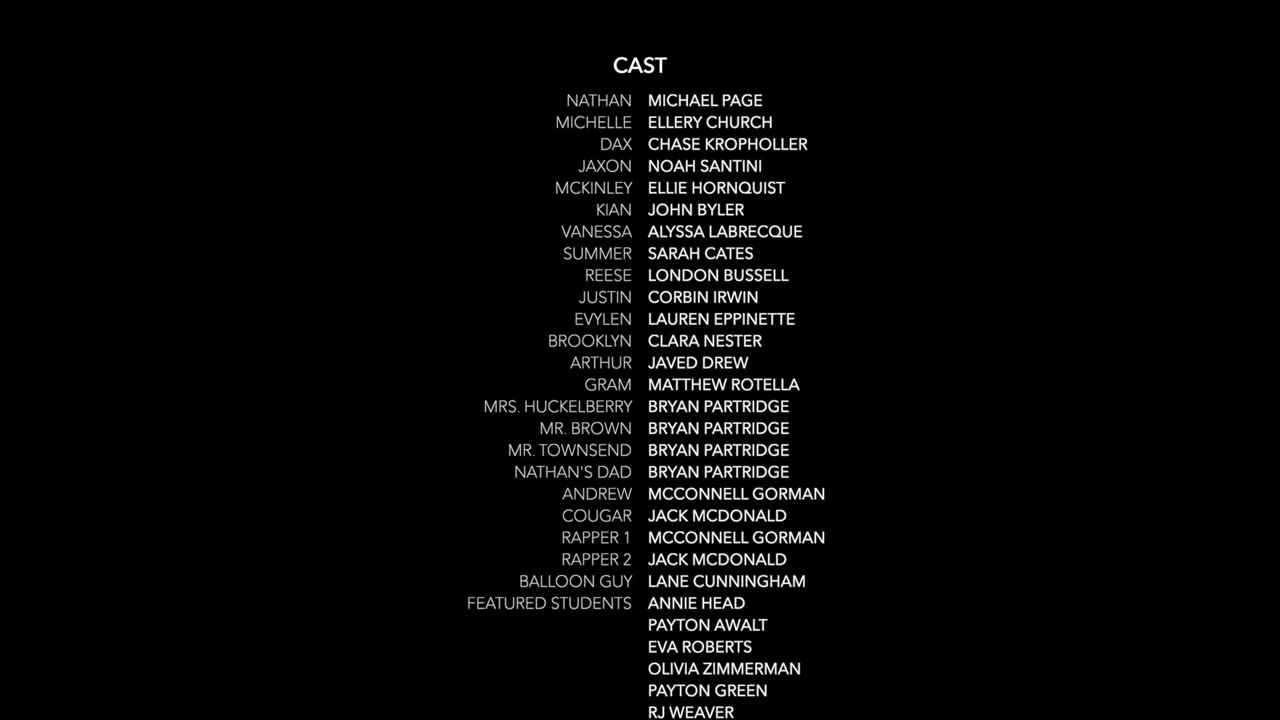 CAST
NATHAN MICHAEL PAGE
MICHELLE ELLERY CHURCH
DAX CHASE KROPHOLLER
JAXON NOAH SANTINI
MCKINLEY ELLIE HORNQUIST
KIAN JOHN BYLER
VANESSA ALYSSA LABRECQUE
SUMMER SARAH CATES
REESE LONDON BUSSELL
JUSTIN CORBIN IRWIN
EVYLEN LAUREN EPPINETTE
BROOKLYN CLARA NESTER
ARTHUR JAVED DREW
GRAM MATTHEW ROTELLA
MRS. HUCKELBERRY BRYAN PARTRIDGE
MR. BROWN BRYAN PARTRIDGE
MR. TOWNSEND BRYAN PARTRIDGE
NATHAN'S DAD BRYAN PARTRIDGE
ANDREW MCCONNELL GORMAN
COUGAR JACK MCDONALD
RAPPER 1 MCCONNELL GORMAN
RAPPER 2 JACK MCDONALD
BALLOON GUY LANE CUNNINGHAM
FEATURED STUDENTS ANNIE HEAD
PAYTON AWALT
EVA ROBERTS
OLIVIA ZIMMERMAN
PAYTON GREEN
RJ WEAVER